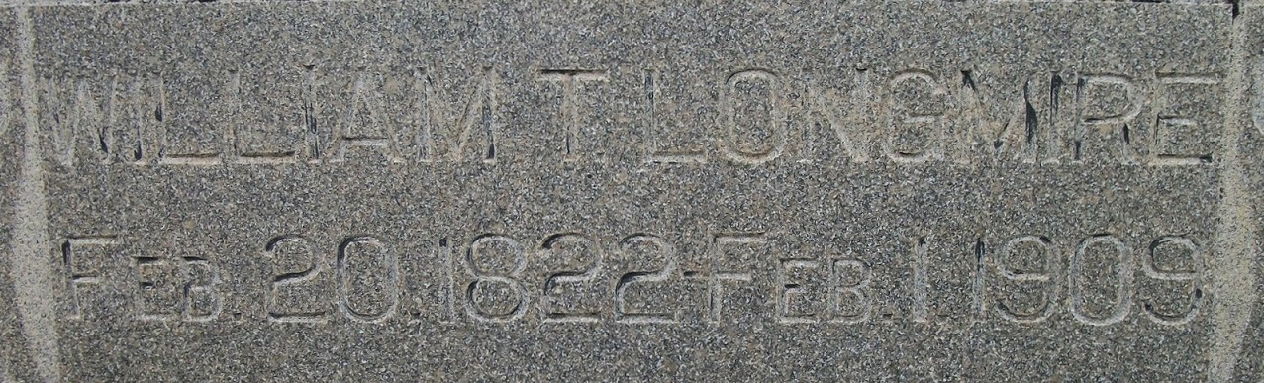 WILLIAM T. LONGMIRE
FEB. 20. 1822-FEB. 1. 1909